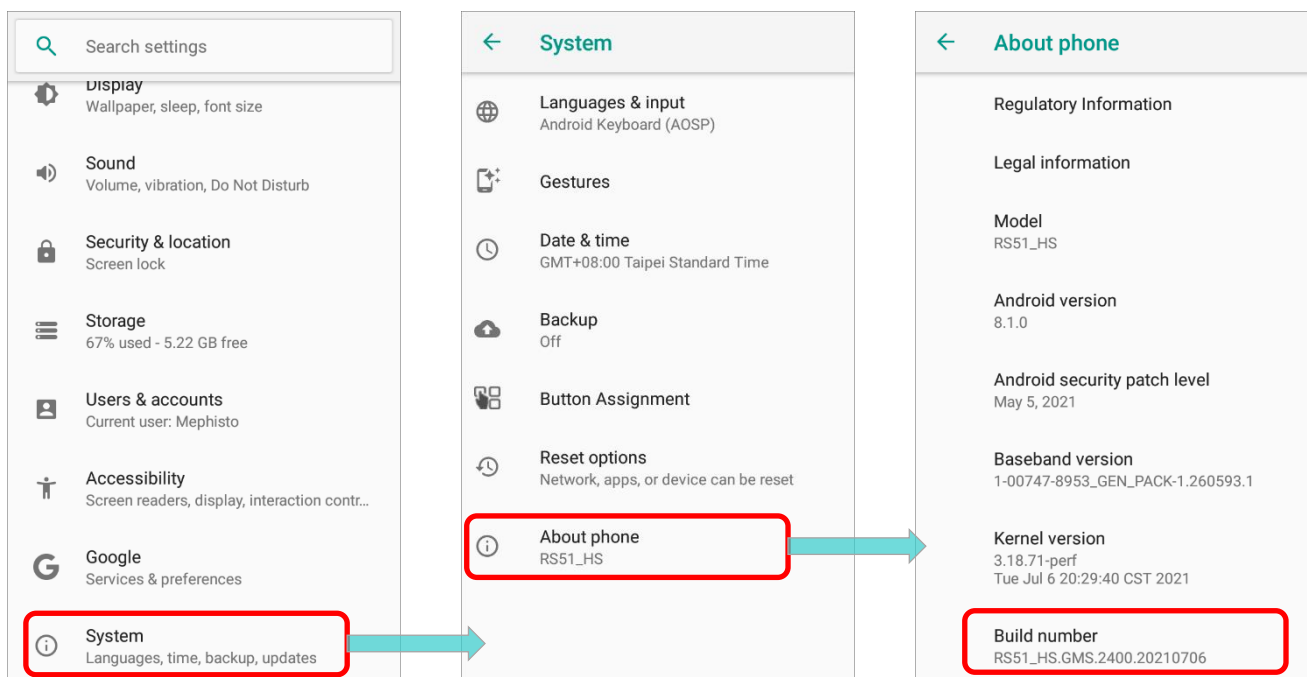 Search settings
Display
Wallpaper, sleep, font size
Sound
Volume, vibration, Do Not Disturb
Security & location
Screen lock
Storage
67% used - 5.22 GB free
Users & accounts
Current user: Mephisto
Accessibility
Screen readers, display, interaction contr...
Google
Services & preferences
System
Languages, time, backup, updates
System
Languages & input
Android Keyboard (AOSP)
Gestures
Date & time
GMT+08:00 Taipei Standard Time
Backup
Off
Button Assignment
Reset options
Network, apps, or device can be reset
About phone
RS51_HS
About phone
Regulatory Information
Legal information
Model
RS51_HS
Android version
8.1.0
Android security patch level
May 5, 2021
Baseband version
1-00747-8953_GEN_PACK-1.260593.1
Kernel version
3.18.71-perf
Tue Jul 6 20:29:40 CST 2021
Build number
RS51_HS.GMS.2400.20210706